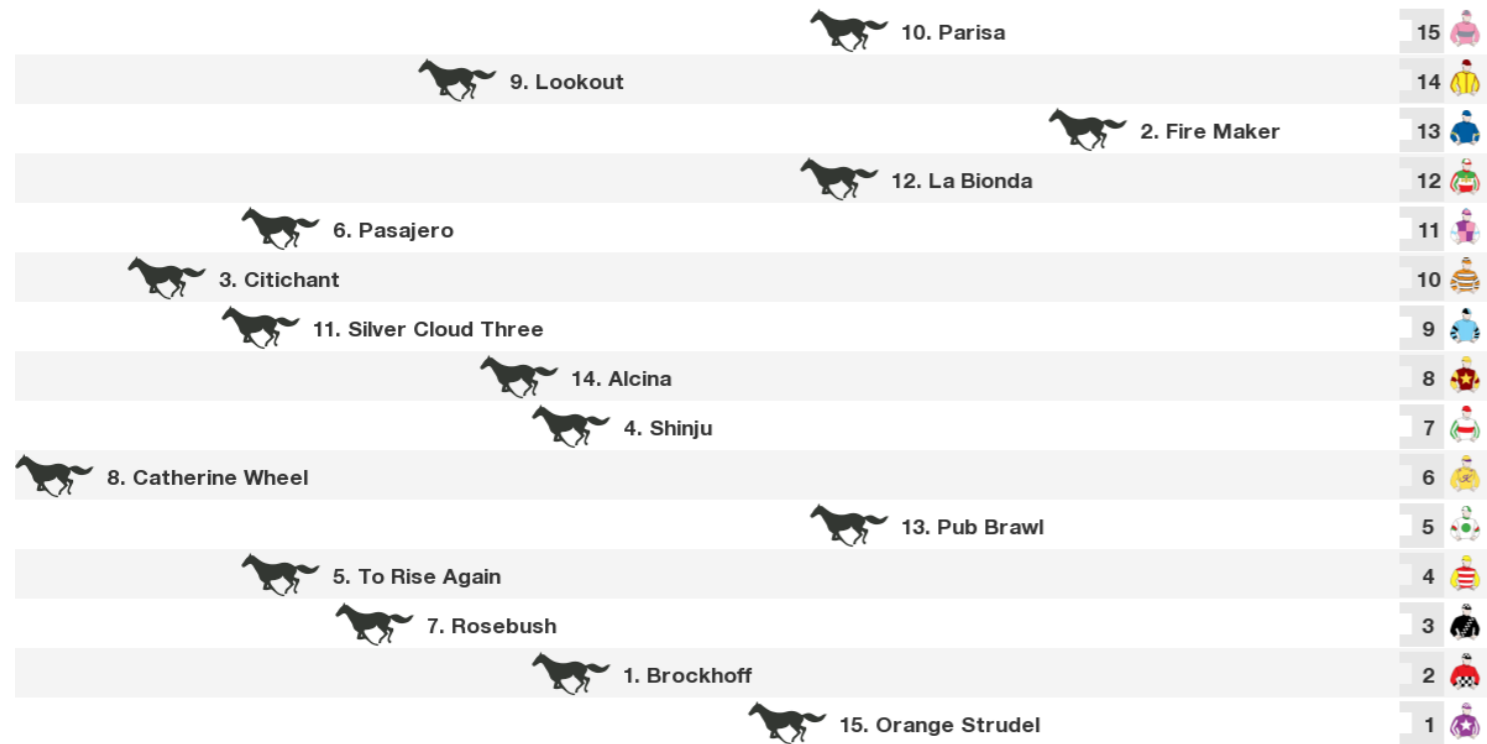 10. Parisa 15
9. Lookout 14
2. Fire Maker 13
12. La Bionda 12
6. Pasajero 11
3. Citichant 10
11. Silver Cloud Three 9
14. Alcina 8
4. Shinju 7
8. Catherine Wheel 6
13. Pub Brawl 5
5. To Rise Again 4
7. Rosebush 3
1. Brockhoff 2
15. Orange Strudel 1